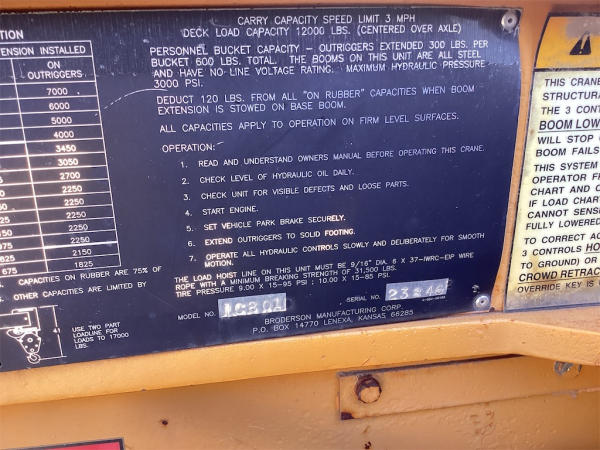 TION
TENSION INSTALLED
ON
OUTRIGGERS
7000
6000
5000
4000
3450
3050
2700
2250
2250
2250
2250
2250
2150
675 1825
CAPACITIES ON RUBBER ARE 75% OF
OTHER CAPACITIES ARE LIMITED BY
41
USE TWO PART
LOADLINE FOR
LOADS TO 17000
LBS.
CARRY CAPACITY SPEED LIMIT 3 MPH
DECK LOAD CAPACITY 12000 LBS. (CENTERED OVER AXLE)
PERSONNEL BUCKET CAPACITY - OUTRIGGERS EXTENDED 300 LBS. PER
BUCKET 600 LBS. TOTAL. THE BOOMS ON THIS UNIT ARE ALL STEEL
AND HAVE NO LINE VOLTAGE RATING. MAXIMUM HYDRAULIC PRESSURE
3000 PSI.
DEDUCT 120 LBS. FROM ALL "ON RUBBER" CAPACITIES WHEN BOOM
EXTENSION IS STOWED ON BASE BOOM.
ALL CAPACITIES APPLY TO OPERATION ON FIRM LEVEL SURFACES.
OPERATION:
1. READ AND UNDERSTAND OWNERS MANUAL BEFORE OPERATING THIS CRANE.
2. CHECK LEVEL OF HYDRAULIC OIL DAILY.
3. CHECK UNIT FOR VISIBLE DEFECTS AND LOOSE PARTS.
4. START ENGINE.
5. SET VEHICLE PARK BRAKE SECURELY.
6. EXTEND OUTRIGGERS TO SOLID FOOTING.
7. OPERATE ALL HYDRAULIC CONTROLS SLOWLY AND DELIBERATELY FOR SMOOTH
MOTION.
THE LOAD HOIST LINE ON THIS UNIT MUST BE 9/16" DIA. 6 X 37-IWRC-EIP WIRE
ROPE WITH A MINIMUM BREAKING STRENGTH OF 31,500 LBS.
TIRE PRESSURE 9.00 X 15-95 PSI; 10.00 X 15-85 PSI.
MODEL NO. SERIAL NO. 23246
BRODERSON MANUFACTURING CORP.
P.O. BOX 14770 LENEXA, KANSAS 66285
THIS CRANE
STRUCTURA
THE 3 CONT
BOOM LOW
WILL STOP
BOOM FAILS
THIS SYSTEM
OPERATOR F
CHART AND C
IF LOAD CHAR
CANNOT SENS
FULLY LOWERED
TO CORRECT A
3 CONTROLS HO
TO GROUND) OR
CROWD RETRAC
OVERRIDE KEY IS